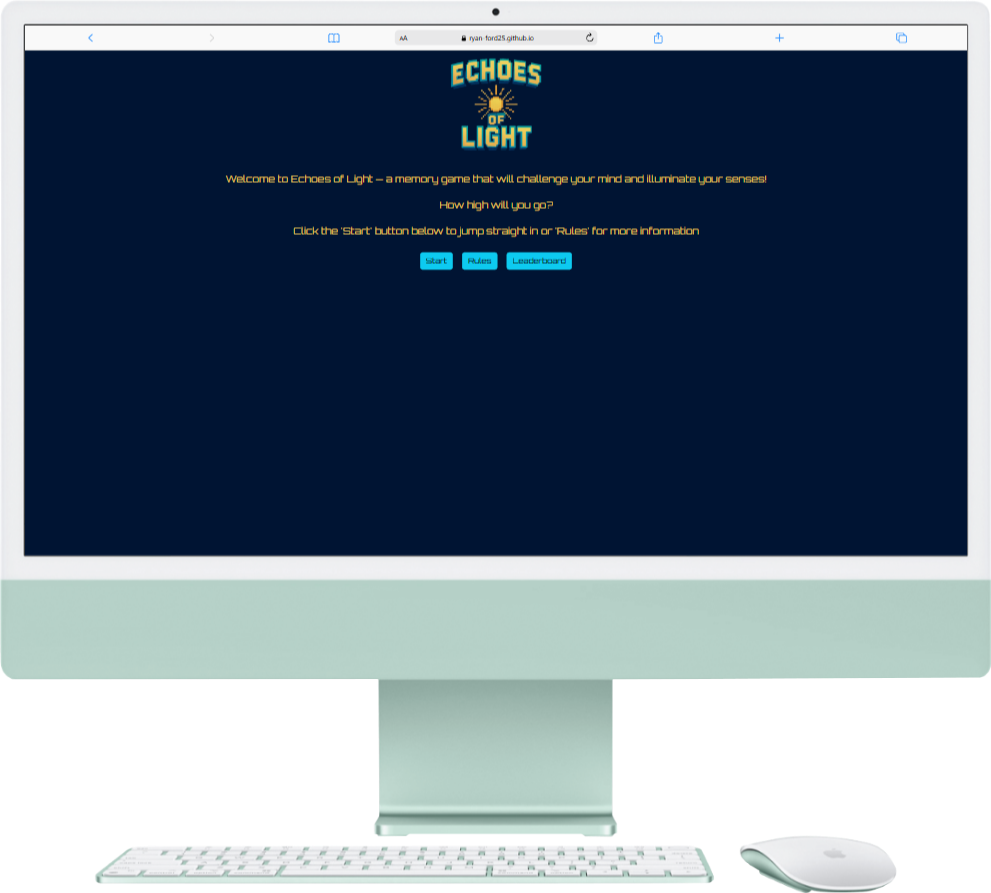 AA ryan-ford25.github.io
ECHOES
OF
LIGHT
Welcome to Echoes of Light – a memory game that will challenge your mind and illuminate your senses!
How high will you go?
Click the 'Start' button below to jump straight in or 'Rules' for more information
Start Rules Leaderboard